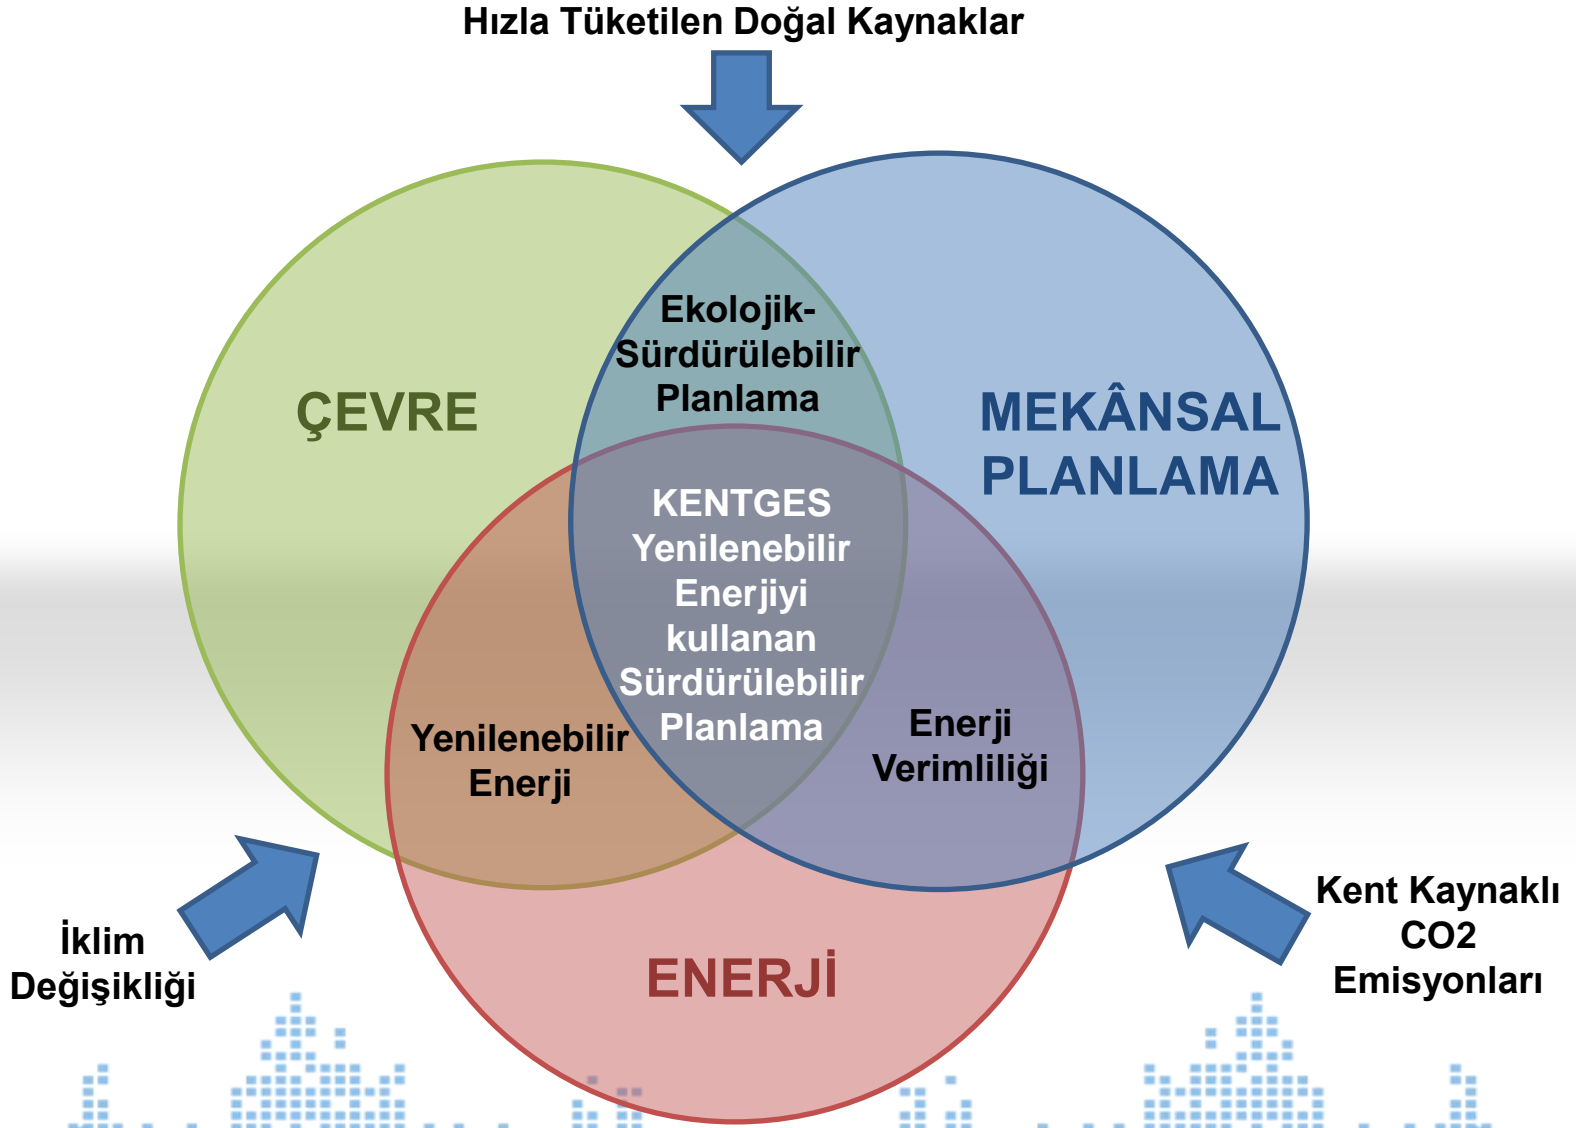 Hızla Tüketilen Doğal Kaynaklar
Ekolojik-
Sürdürülebilir
Planlama
ÇEVRE
MEKÂNSAL
PLANLAMA
KENTGES
Yenilenebilir
Enerjiyi
kullanan
Sürdürülebilir
Planlama
Yenilenebilir
Enerji
Enerji
Verimliliği
İklim
Değişikliği
ENERJİ
Kent Kaynaklı
CO2
Emisyonları